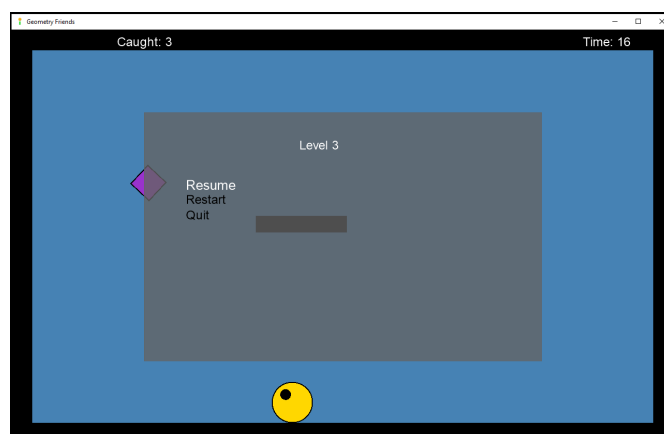 Geometry Friends
Caught: 3 Time: 16
Level 3
Resume
Restart
Quit